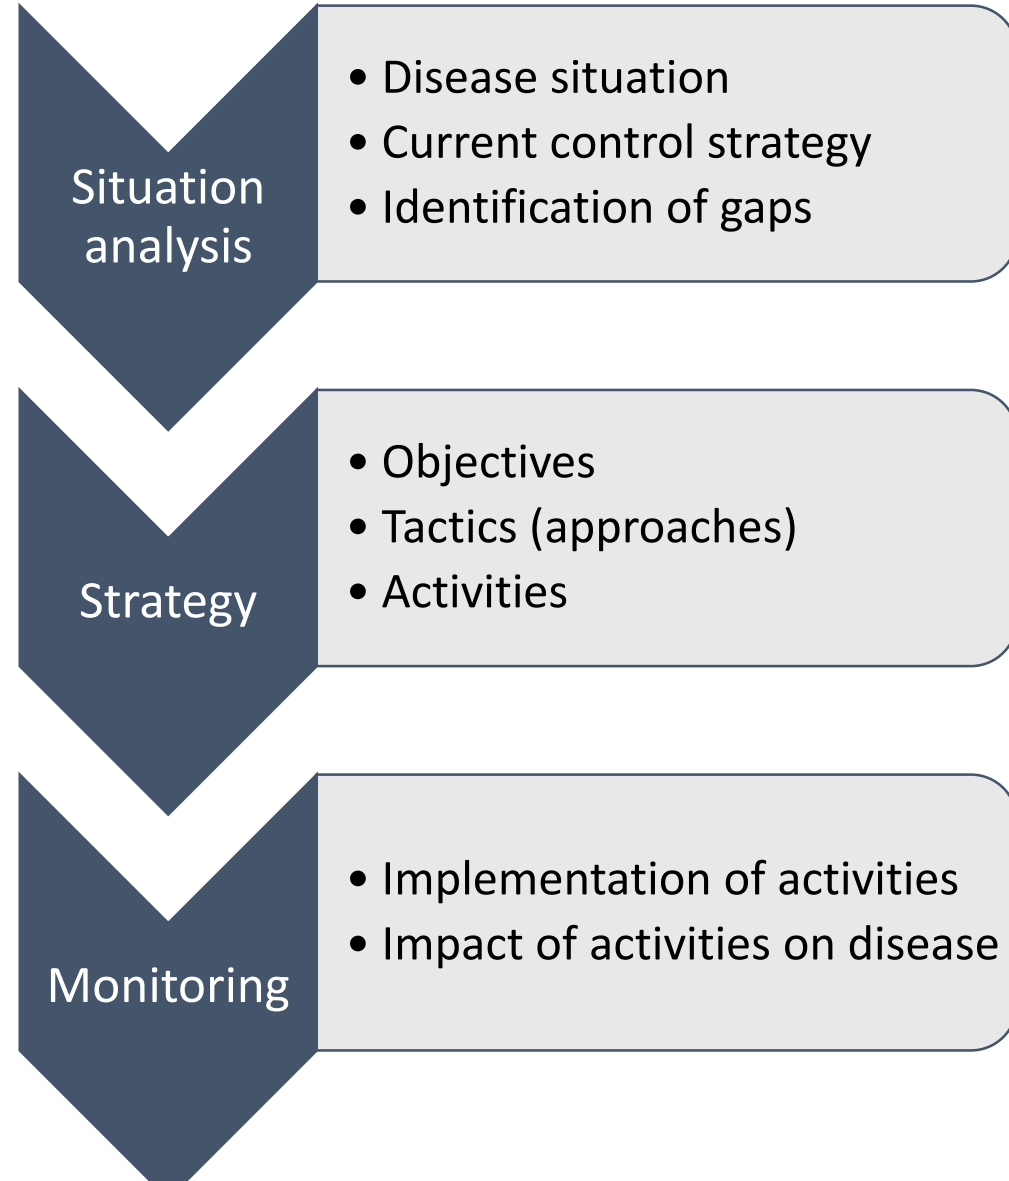 Situation
analysis
• Disease situation
• Current control strategy
• Identification of gaps
Strategy
• Objectives
• Tactics (approaches)
• Activities
Monitoring
• Implementation of activities
• Impact of activities on disease